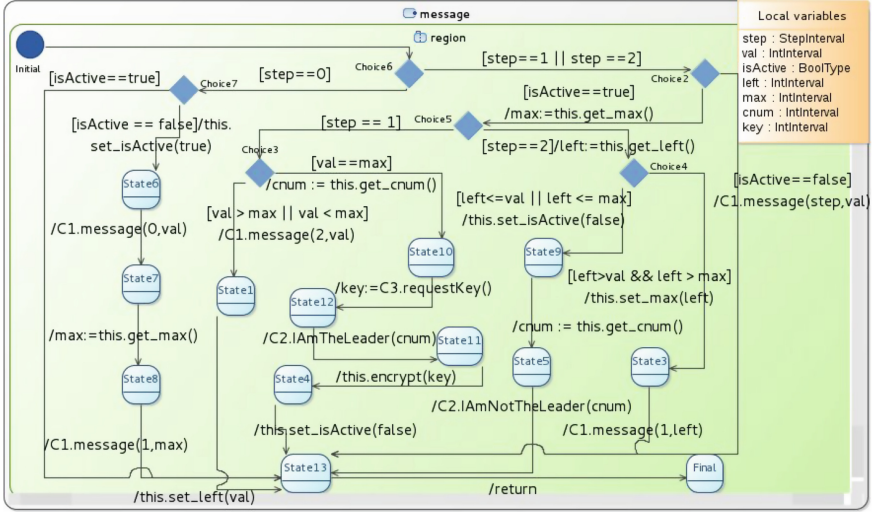 message
region
Local variables
step : StepInterval
val : IntInterval
isActive : BoolType
left : IntInterval
max : IntInterval
cnum : IntInterval
key : IntInterval
Initial
Choice6
[step==1 || step ==2]
Choice2
[isActive==true]
Choice7
[step==0]
[isActive==true]
/max:=this.get_max()
[isActive == false]/this.
set_isActive(true)
[step == 1]
Choice5
[step==2]/left:=this.get_left()
Choice3
[val==max]
/cnum := this.get_cnum()
Choice4
[isActive==false]
/C1.message(step,val)
State6
[left<=val || left <= max]
/this.set_isActive(false)
[val > max || val < max]
/C1.message(2,val)
/C1.message(0,val)
State10
State9
State7
State1
[left>val && left > max]
/this.set_max(left)
/key:=C3.requestKey()
State12
/max:=this.get_max()
/C2.IAmTheLeader(cnum)
State11
/cnum := this.get_cnum()
State8
State4
/this.encrypt(key)
State5
State3
/C2.IAmNotTheLeader(cnum)
/this.set_isActive(false)
/C1.message(1,left)
/C1.message(1,max)
State13
Final
/this.set_left(val)
/return